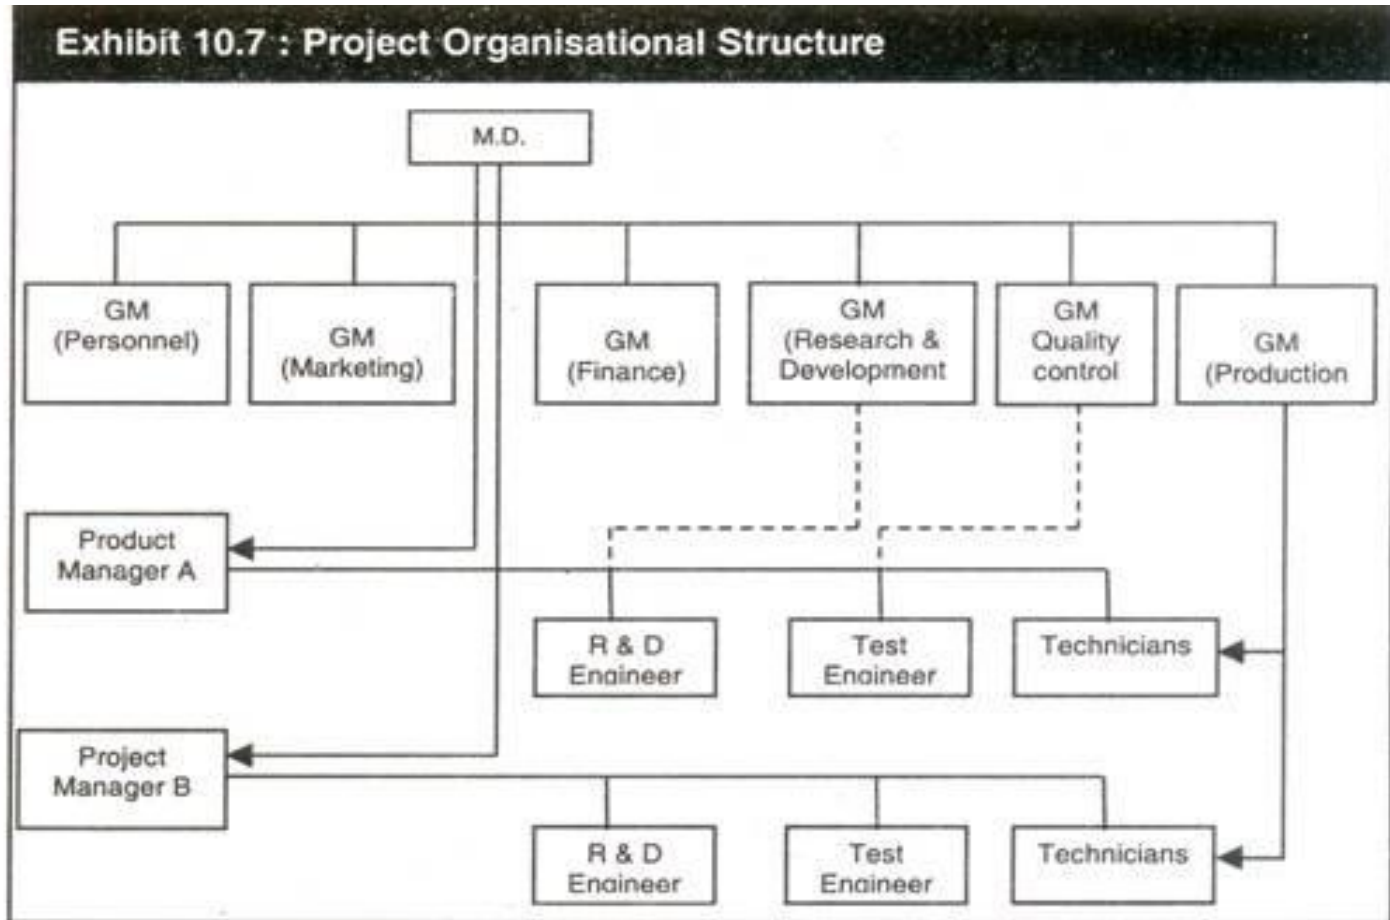 Exhibit 10.7 : Project Organisational Structure
M.D.
GM
(Personnel)
GM
(Marketing)
GM
(Finance)
GM
(Research &
Development
GM
Quality
control
GM
(Production
Product
Manager A
R & D
Engineer
Test
Engineer
Technicians
Project
Manager B
R & D
Engineer
Test
Engineer
Technicians